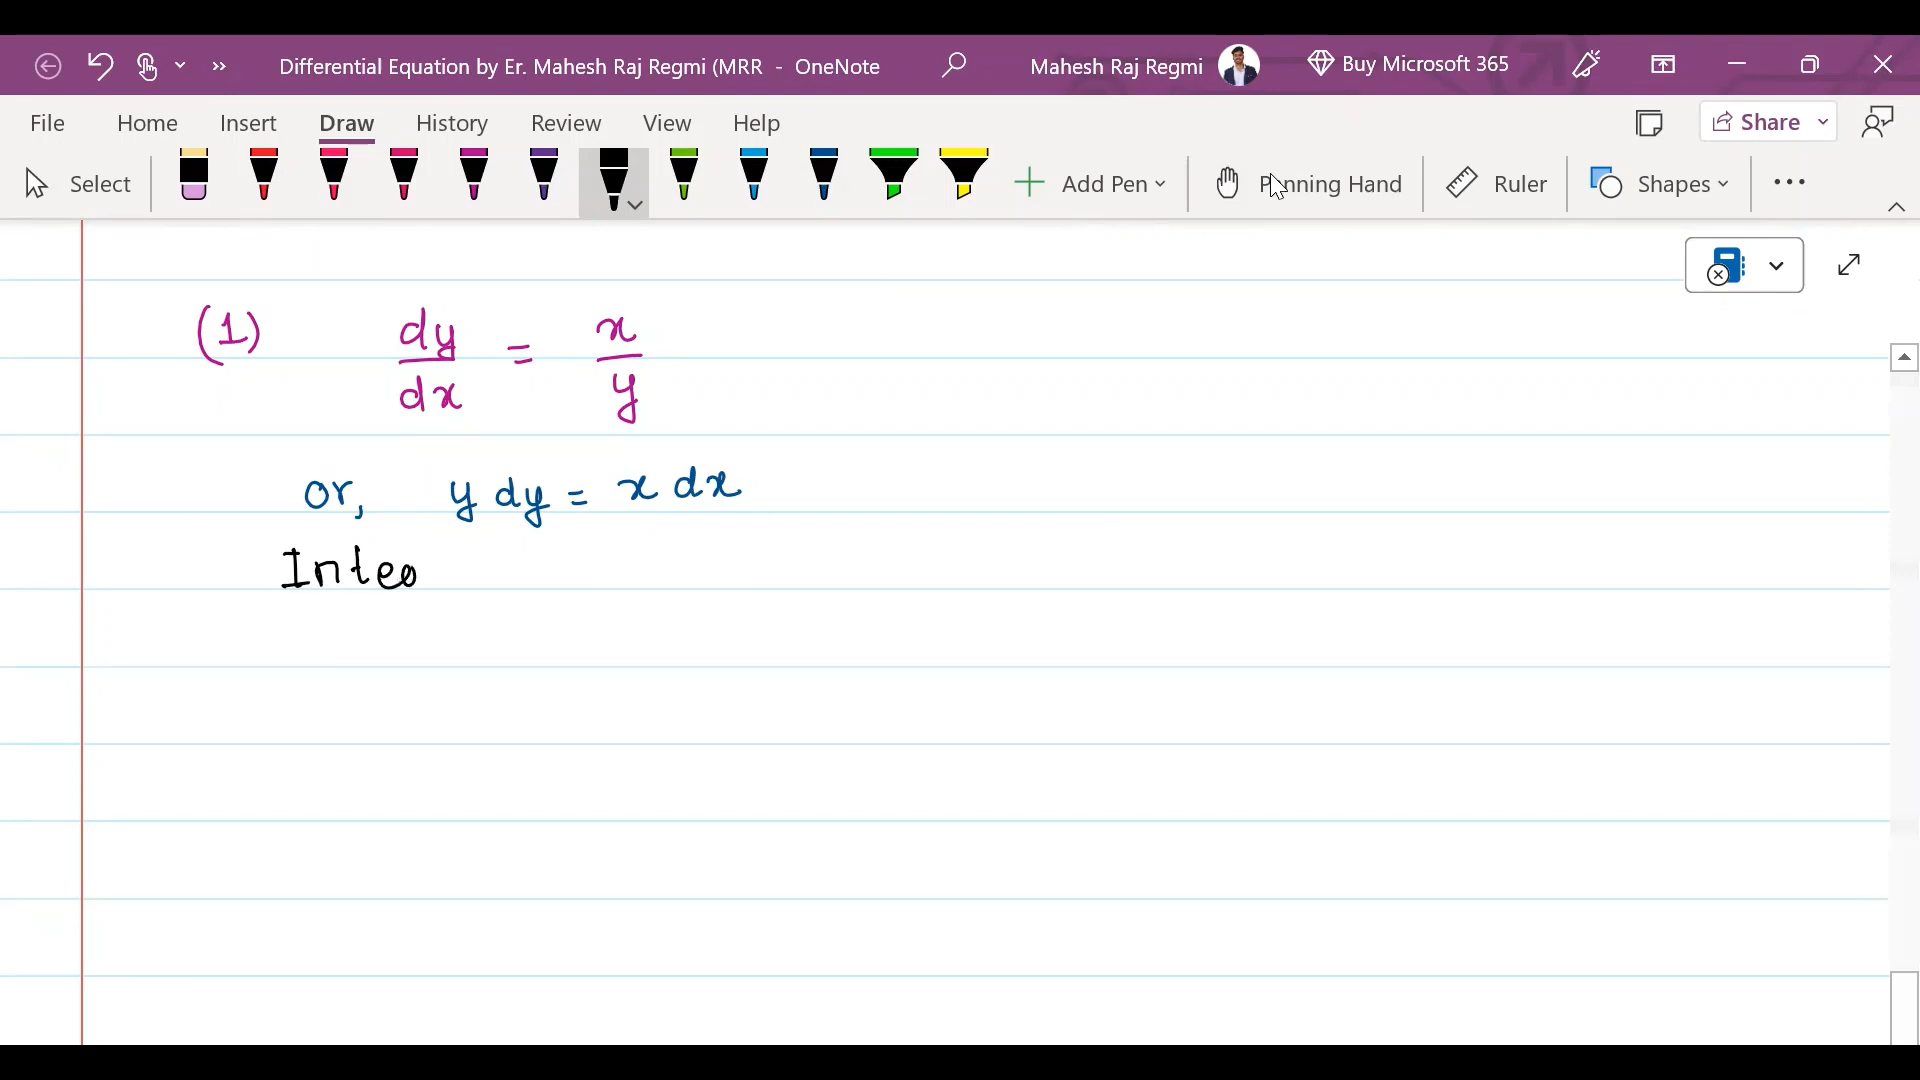 Differential Equation by Er. Mahesh Raj Regmi (MRR - OneNote
Mahesh Raj Regmi
Buy Microsoft 365
File Home Insert Draw History Review View Help
Share
Select
Add Pen
Panning Hand
Ruler
Shapes
(1) dy/dx = x/y
or, y dy = x dx
Inteo